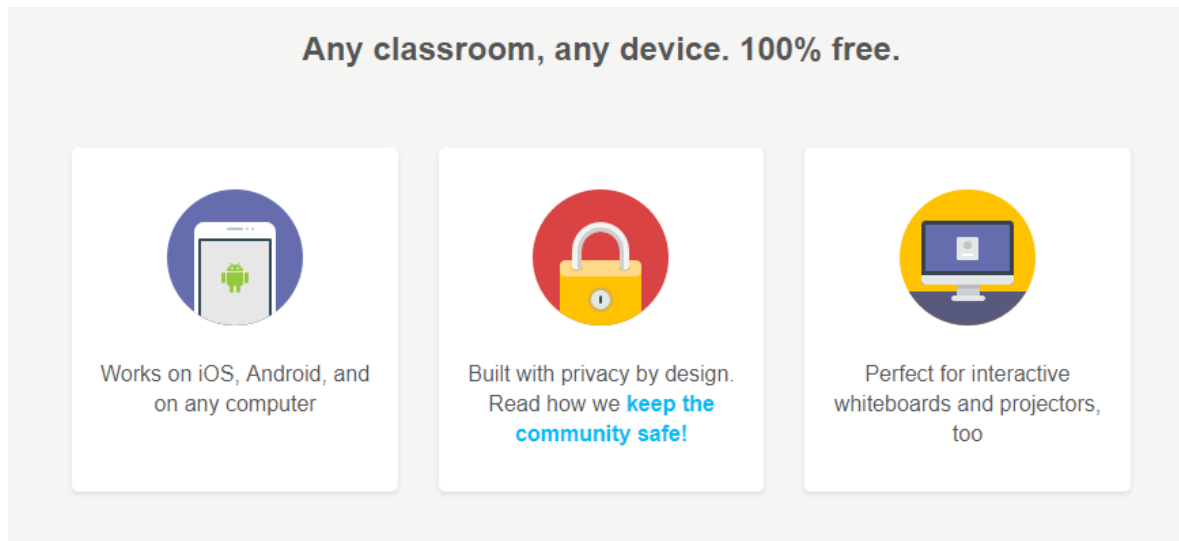 Any classroom, any device. 100% free.
Works on iOS, Android, and
on any computer
Built with privacy by design.
Read how we keep the
community safe!
Perfect for interactive
whiteboards and projectors,
too